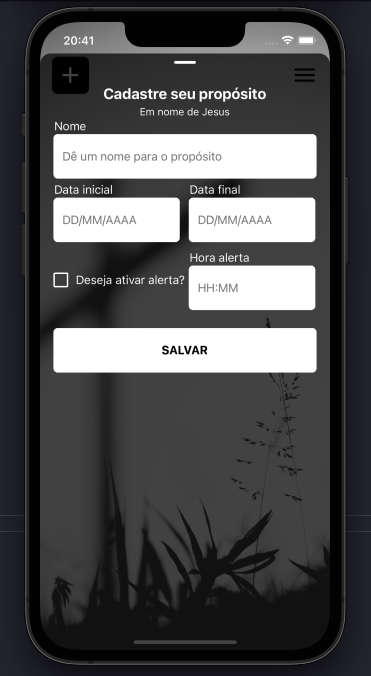 20:41
Cadastre seu propósito
Em nome de Jesus
Nome
Dê um nome para o propósito
Data inicial
Data final
DD/MM/AAAA
DD/MM/AAAA
Hora alerta
Deseja ativar alerta?
HH:MM
SALVAR